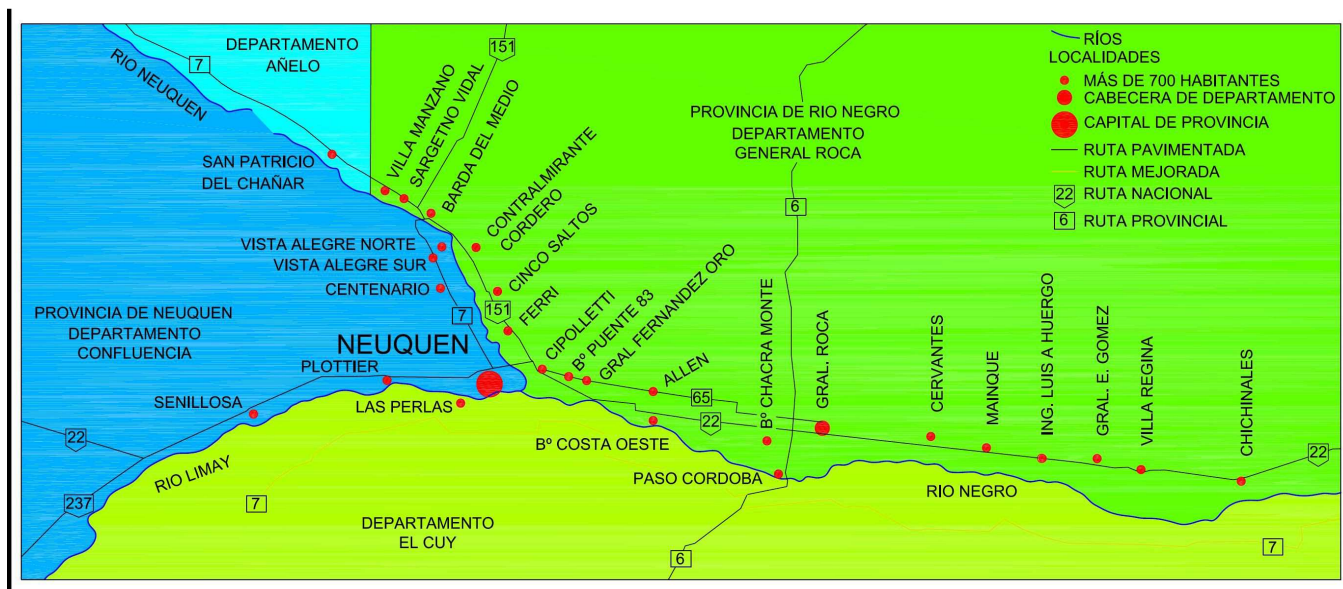 DEPARTAMENTO
AÑELO
7
RIO NEUQUEN
151
VILLA MANZANO
SARGETNO VIDAL
BARDA DEL MEDIO
SAN PATRICIO
DEL CHAÑAR
CONTRALMIRANTE
CORDERO
PROVINCIA DE RIO NEGRO
DEPARTAMENTO
GENERAL ROCA
RÍOS
LOCALIDADES
MÁS DE 700 HABITANTES
CABECERA DE DEPARTAMENTO
CAPITAL DE PROVINCIA
RUTA PAVIMENTADA
RUTA MEJORADA
22 RUTA NACIONAL
6 RUTA PROVINCIAL
6
VISTA ALEGRE NORTE
VISTA ALEGRE SUR
CENTENARIO
CINCO SALTOS
151
FERRI
7
PROVINCIA DE NEUQUEN
DEPARTAMENTO
CONFLUENCIA
NEUQUEN
CIPOLLETTI
Bº PUENTE 83
GRAL FERNANDEZ ORO
ALLEN
65
Bº CHACRA MONTE
GRAL. ROCA
CERVANTES
MAINQUE
ING. LUIS A HUERGO
GRAL. E. GOMEZ
VILLA REGINA
CHICHINALES
PLOTTIER
SENILLOSA
LAS PERLAS
22
22
22
Bº COSTA OESTE
PASO CORDOBA
RIO LIMAY
RIO NEGRO
237
7
DEPARTAMENTO
EL CUY
6
7